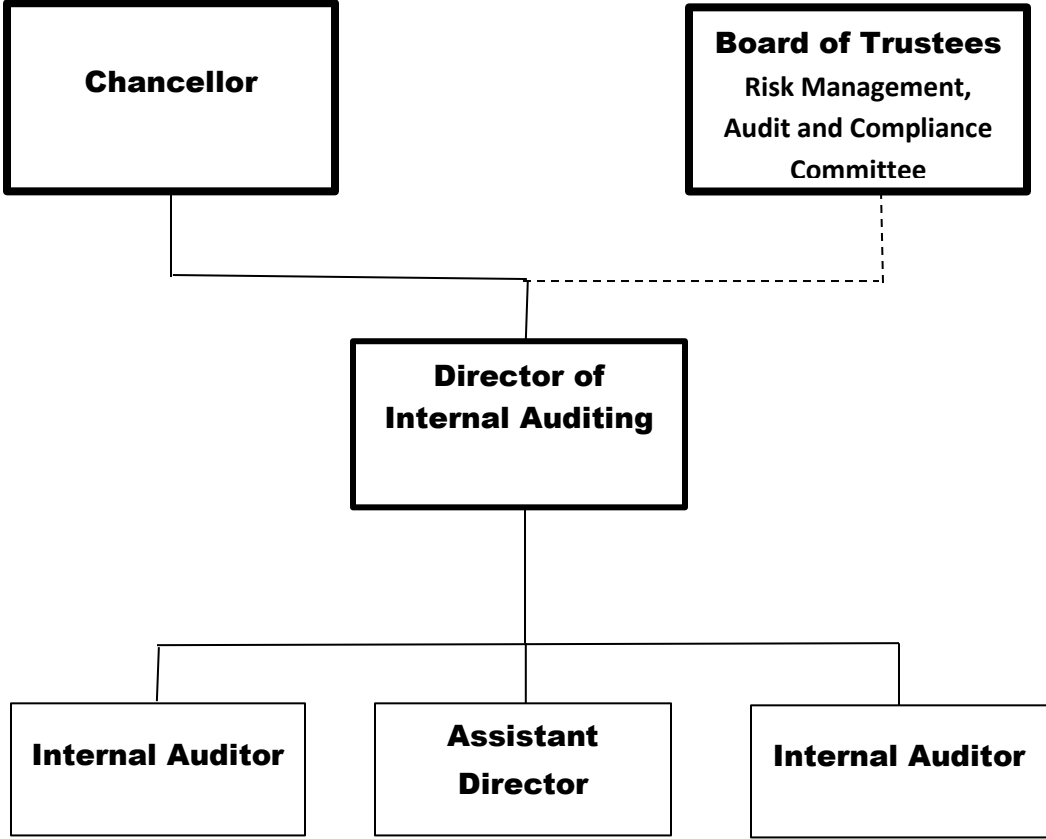 Chancellor
Board of Trustees
Risk Management,
Audit and Compliance
Committee
Director of
Internal Auditing
Internal Auditor
Assistant
Director
Internal Auditor